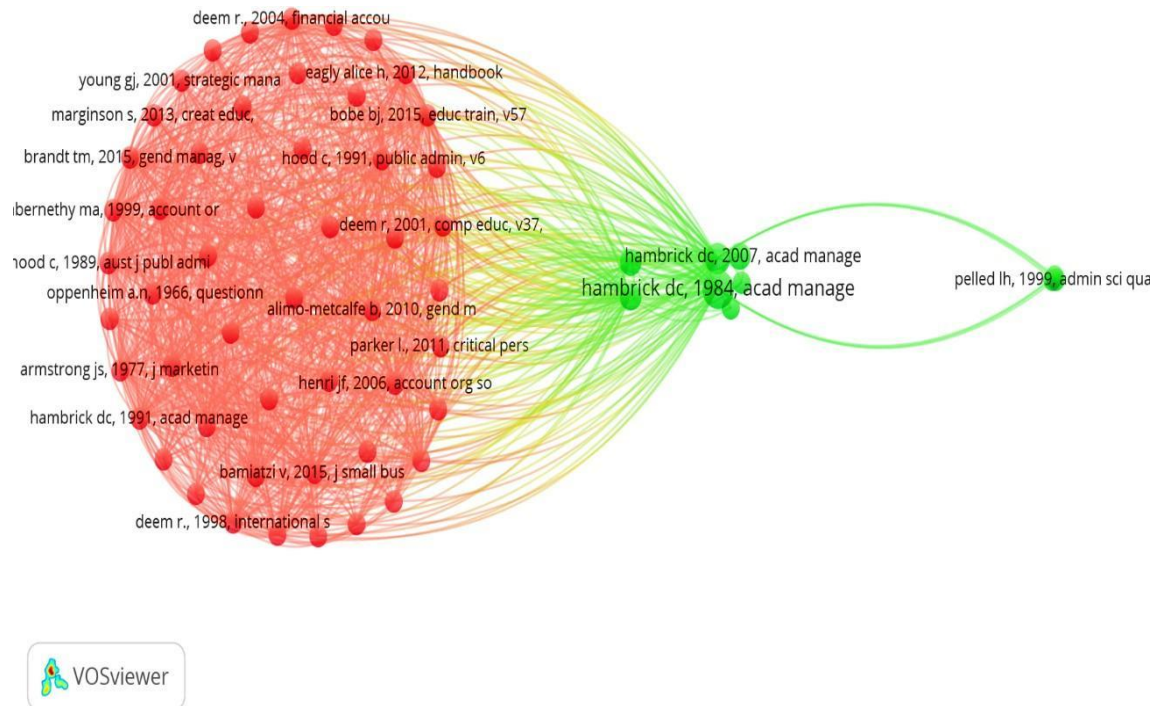 deem r., 2004, financial accou
young gj, 2001, strategic mana
eagly alice h, 2012, handbook
marginson s, 2013, creat educ,
bobe bj, 2015, educ train, v57
brandt tm, 2015, gend manag, v
hood c, 1991, public admin, v6
bernethy ma, 1999, account or
deem r, 2001, comp educ, v37,
hood c, 1989, aust j publ admi
hambrick dc, 2007, acad manage
pelled lh, 1999, admin sci qua
oppenheim a.n, 1966, questionn
hambrick dc, 1984, acad manage
alimo-metcalfe b, 2010, gend m
parker l., 2011, critical pers
armstrong js, 1977, j marketin
henri jf, 2006, account org so
hambrick dc, 1991, acad manage
bamiatzi v, 2015, j small bus
deem r., 1998, international s
VOSviewer